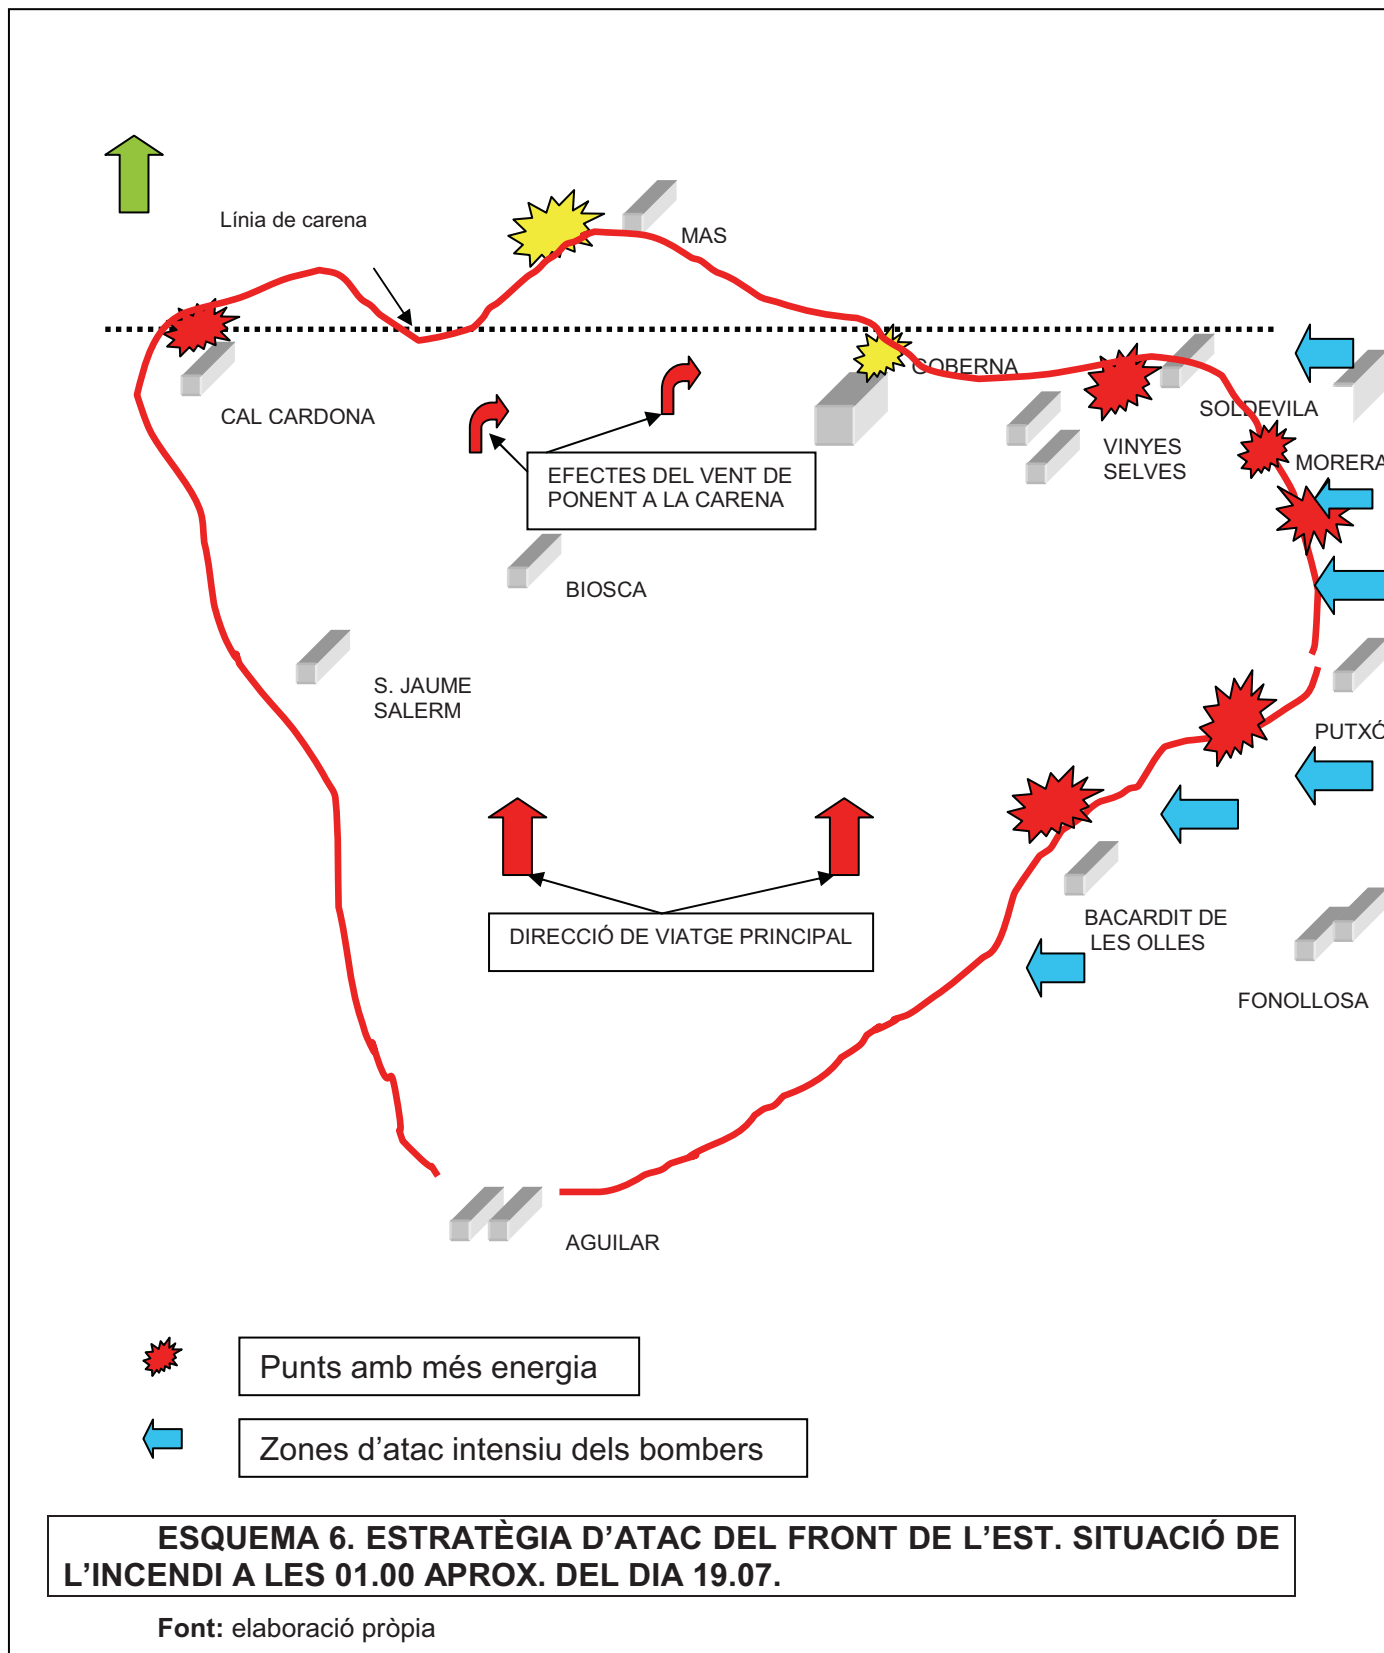 Línia de carena
MAS
GOBERNA
CAL CARDONA
SOLDEVILA
VINYES
SELVES
MORERA
EFECTES DEL VENT DE
PONENT A LA CARENA
BIOSCA
S. JAUME
SALERM
PUTXÓ
BACARDIT DE
LES OLLES
DIRECCIÓ DE VIATGE PRINCIPAL
FONOLLOSA
AGUILAR
Punts amb més energia
Zones d’atac intensiu dels bombers
ESQUEMA 6. ESTRATÈGIA D’ATAC DEL FRONT DE L’EST. SITUACIÓ DE
L’INCENDI A LES 01.00 APROX. DEL DIA 19.07.
Font: elaboració pròpia